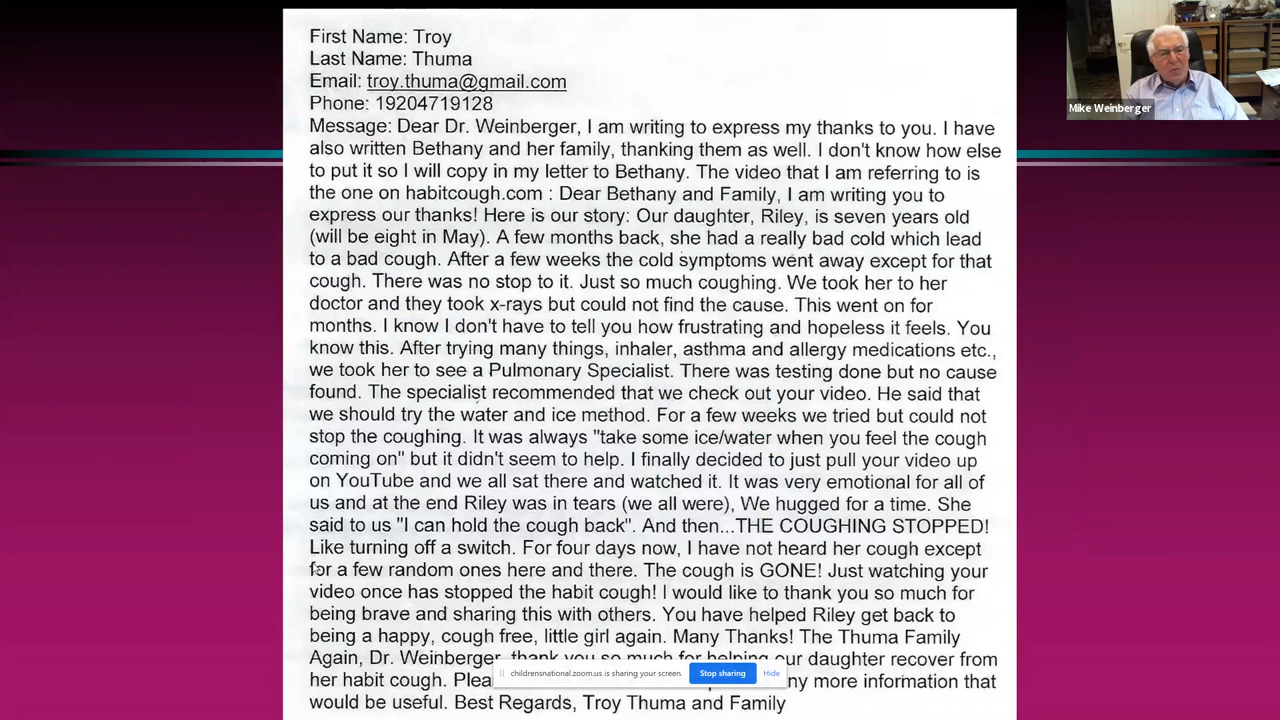 First Name: Troy
Last Name: Thuma
Email: troy.thuma@gmail.com
Phone: 19204719128
Message: Dear Dr. Weinberger, I am writing to express my thanks to you. I have
also written Bethany and her family, thanking them as well. I don't know how else
to put it so I will copy in my letter to Bethany. The video that I am referring to is
the one on habitcough.com : Dear Bethany and Family, I am writing you to
express our thanks! Here is our story: Our daughter, Riley, is seven years old
(will be eight in May). A few months back, she had a really bad cold which lead
to a bad cough. After a few weeks the cold symptoms went away except for that
cough. There was no stop to it. Just so much coughing. We took her to her
doctor and they took x-rays but could not find the cause. This went on for
months. I know I don't have to tell you how frustrating and hopeless it feels. You
know this. After trying many things, inhaler, asthma and allergy medications etc.,
we took her to see a Pulmonary Specialist. There was testing done but no cause
found. The specialist recommended that we check out your video. He said that
we should try the water and ice method. For a few weeks we tried but could not
stop the coughing. It was always "take some ice/water when you feel the cough
coming on" but it didn't seem to help. I finally decided to just pull your video up
on YouTube and we all sat there and watched it. It was very emotional for all of
us and at the end Riley was in tears (we all were), We hugged for a time. She
said to us "I can hold the cough back". And then...THE COUGHING STOPPED!
Like turning off a switch. For four days now, I have not heard her cough except
for a few random ones here and there. The cough is GONE! Just watching your
video once has stopped the habit cough! I would like to thank you so much for
being brave and sharing this with others. You have helped Riley get back to
being a happy, cough free, little girl again. Many Thanks! The Thuma Family
Again, Dr. Weinberger, thank you so much for helping our daughter recover from
her habit cough. any more information that
would be useful. Best Regards, Troy Thuma and Family
childrensnational.zoom.us is sharing your screen.
Stop sharing
Hide
Mike Weinberger